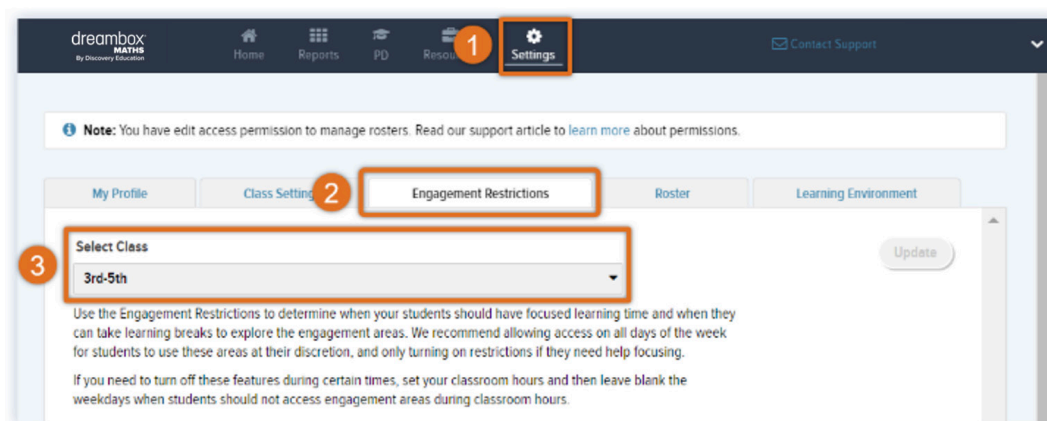 dreambox
MATHS
By Discovery Education
Home
Reports
PD
1
Settings
Contact Support
Note: You have edit access permission to manage rosters. Read our support article to learn more about permissions.
My Profile
Class
2
Engagement Restrictions
Roster
Learning Environment
3
Select Class
Update
3rd-5th
Use the Engagement Restrictions to determine when your students should have focused learning time and when they
can take learning breaks to explore the engagement areas. We recommend allowing access on all days of the week
for students to use these areas at their discretion, and only turning on restrictions if they need help focusing.
If you need to turn off these features during certain times, set your classroom hours and then leave blank the
weekdays when students should not access engagement areas during classroom hours.